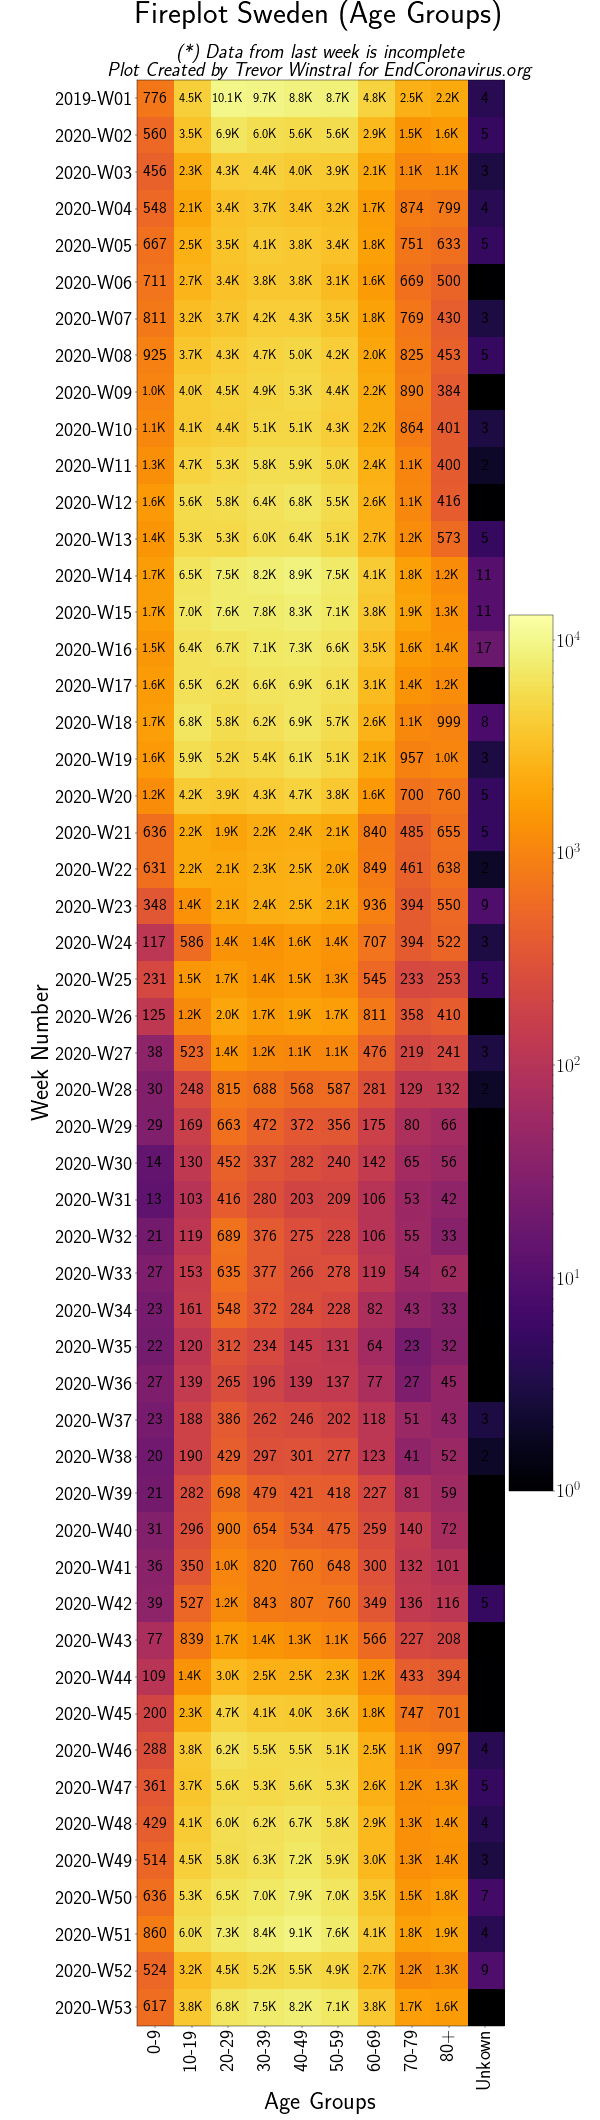 Fireplot Sweden (Age Groups)
(*) Data from last week is incomplete
Plot Created by Trevor Winstral for EndCoronavirus.org
2019-W01 776 4.5K 10.1K 9.7K 8.8K 8.7K 4.8K 2.5K 2.2K 4
2020-W02 560 3.5K 6.9K 6.0K 5.6K 5.6K 2.9K 1.5K 1.6K 5
2020-W03 456 2.3K 4.3K 4.4K 4.0K 3.9K 2.1K 1.1K 1.1K 3
2020-W04 548 2.1K 3.4K 3.7K 3.4K 3.2K 1.7K 874 799 4
2020-W05 667 2.5K 3.5K 4.1K 3.8K 3.4K 1.8K 751 633 5
2020-W06 711 2.7K 3.4K 3.8K 3.8K 3.1K 1.6K 669 500
2020-W07 811 3.2K 3.7K 4.2K 4.3K 3.5K 1.8K 769 430 3
2020-W08 925 3.7K 4.3K 4.7K 5.0K 4.2K 2.0K 825 453 5
2020-W09 1.0K 4.0K 4.5K 4.9K 5.3K 4.4K 2.2K 890 384
2020-W10 1.1K 4.1K 4.4K 5.1K 5.1K 4.3K 2.2K 864 401 3
2020-W11 1.3K 4.7K 5.3K 5.8K 5.9K 5.0K 2.4K 1.1K 400 2
2020-W12 1.6K 5.6K 5.8K 6.4K 6.8K 5.5K 2.6K 1.1K 416
2020-W13 1.4K 5.3K 5.3K 6.0K 6.4K 5.1K 2.7K 1.2K 573 5
2020-W14 1.7K 6.5K 7.5K 8.2K 8.9K 7.5K 4.1K 1.8K 1.2K 11
2020-W15 1.7K 7.0K 7.6K 7.8K 8.3K 7.1K 3.8K 1.9K 1.3K 11
2020-W16 1.5K 6.4K 6.7K 7.1K 7.3K 6.6K 3.5K 1.6K 1.4K 17
2020-W17 1.6K 6.5K 6.2K 6.6K 6.9K 6.1K 3.1K 1.4K 1.2K
2020-W18 1.7K 6.8K 5.8K 6.2K 6.9K 5.7K 2.6K 1.1K 999 8
2020-W19 1.6K 5.9K 5.2K 5.4K 6.1K 5.1K 2.1K 957 1.0K 3
2020-W20 1.2K 4.2K 3.9K 4.3K 4.7K 3.8K 1.6K 700 760 5
2020-W21 636 2.2K 1.9K 2.2K 2.4K 2.1K 840 485 655 5
2020-W22 631 2.2K 2.1K 2.3K 2.5K 2.0K 849 461 638 2
2020-W23 348 1.4K 2.1K 2.4K 2.5K 2.1K 936 394 550 9
2020-W24 117 586 1.4K 1.4K 1.6K 1.4K 707 394 522 3
2020-W25 231 1.5K 1.7K 1.4K 1.5K 1.3K 545 233 253 5
2020-W26 125 1.2K 2.0K 1.7K 1.9K 1.7K 811 358 410
2020-W27 38 523 1.4K 1.2K 1.1K 1.1K 476 219 241 3
2020-W28 30 248 815 688 568 587 281 129 132 2
2020-W29 29 169 663 472 372 356 175 80 66
2020-W30 14 130 452 337 282 240 142 65 56
2020-W31 13 103 416 280 203 209 106 53 42
2020-W32 21 119 689 376 275 228 106 55 33
2020-W33 27 153 635 377 266 278 119 54 62
2020-W34 23 161 548 372 284 228 82 43 33
2020-W35 22 120 312 234 145 131 64 23 32
2020-W36 27 139 265 196 139 137 77 27 45
2020-W37 23 188 386 262 246 202 118 51 43 3
2020-W38 20 190 429 297 301 277 123 41 52 2
2020-W39 21 282 698 479 421 418 227 81 59
2020-W40 31 296 900 654 534 475 259 140 72
2020-W41 36 350 1.0K 820 760 648 300 132 101
2020-W42 39 527 1.2K 843 807 760 349 136 116 5
2020-W43 77 839 1.7K 1.4K 1.3K 1.1K 566 227 208
2020-W44 109 1.4K 3.0K 2.5K 2.5K 2.3K 1.2K 433 394
2020-W45 200 2.3K 4.7K 4.1K 4.0K 3.6K 1.8K 747 701
2020-W46 288 3.8K 6.2K 5.5K 5.5K 5.1K 2.5K 1.1K 997 4
2020-W47 361 3.7K 5.6K 5.3K 5.6K 5.3K 2.6K 1.2K 1.3K 5
2020-W48 429 4.1K 6.0K 6.2K 6.7K 5.8K 2.9K 1.3K 1.4K 4
2020-W49 514 4.5K 5.8K 6.3K 7.2K 5.9K 3.0K 1.3K 1.4K 3
2020-W50 636 5.3K 6.5K 7.0K 7.9K 7.0K 3.5K 1.5K 1.8K 7
2020-W51 860 6.0K 7.3K 8.4K 9.1K 7.6K 4.1K 1.8K 1.9K 4
2020-W52 524 3.2K 4.5K 5.2K 5.5K 4.9K 2.7K 1.2K 1.3K 9
2020-W53 617 3.8K 6.8K 7.5K 8.2K 7.1K 3.8K 1.7K 1.6K
0-9 10-19 20-29 30-39 40-49 50-59 60-69 70-79 80+ Unkown
Age Groups
Week Number
10⁴
10³
10²
10¹
10⁰